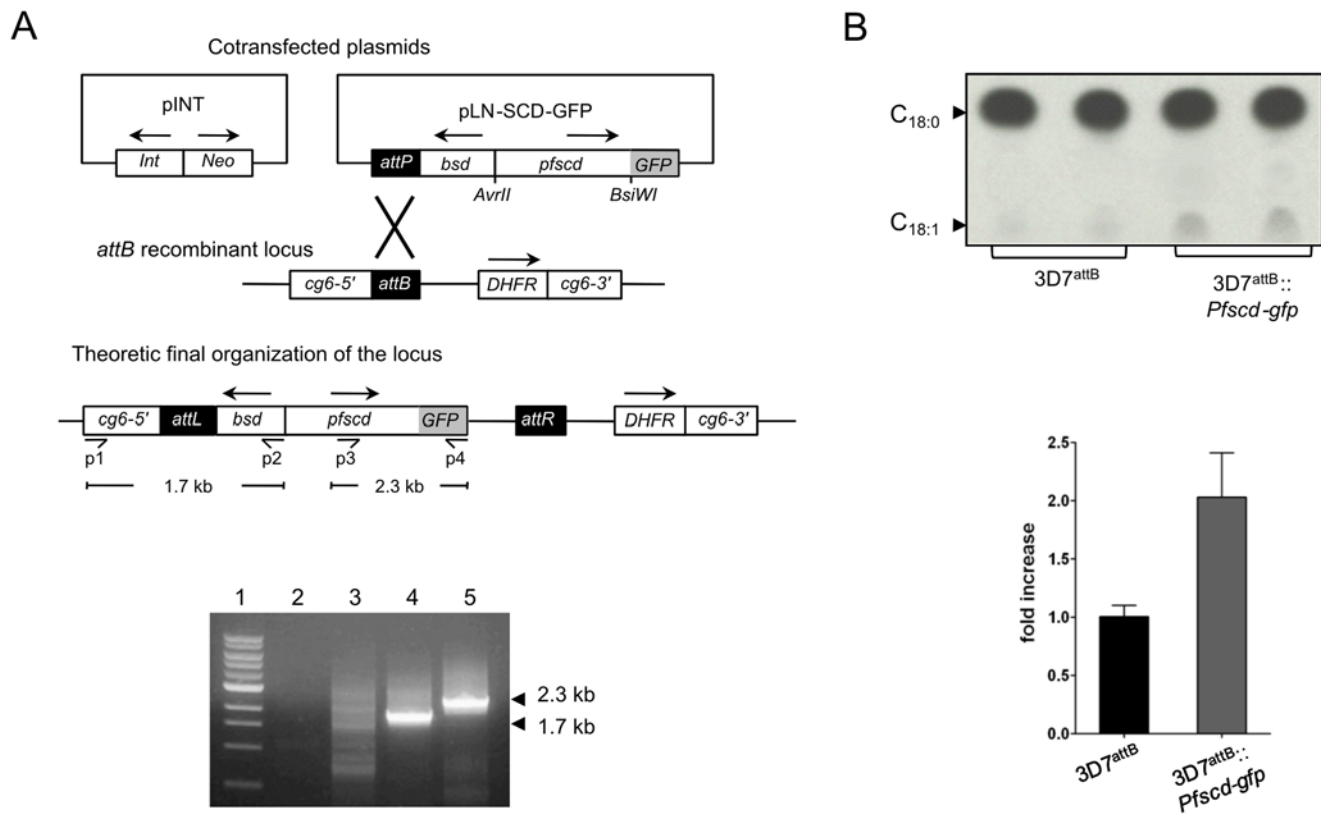 A
Cotransfected plasmids
pINT
Int Neo
pLN-SCD-GFP
attP bsd pfscd GFP
AvrII BsiWI
attB recombinant locus
cg6-5' attB DHFR cg6-3'
Theoretic final organization of the locus
cg6-5' attL bsd pfscd GFP attR DHFR cg6-3'
p1 p2 p3 p4
1.7 kb 2.3 kb
1 2 3 4 5
2.3 kb
1.7 kb
B
C18:0
C18:1
3D7attB
3D7attB::
Pfscd-gfp
fold increase
2.5
2.0
1.5
1.0
0.5
0.0
3D7attB
3D7attB::
Pfscd-gfp